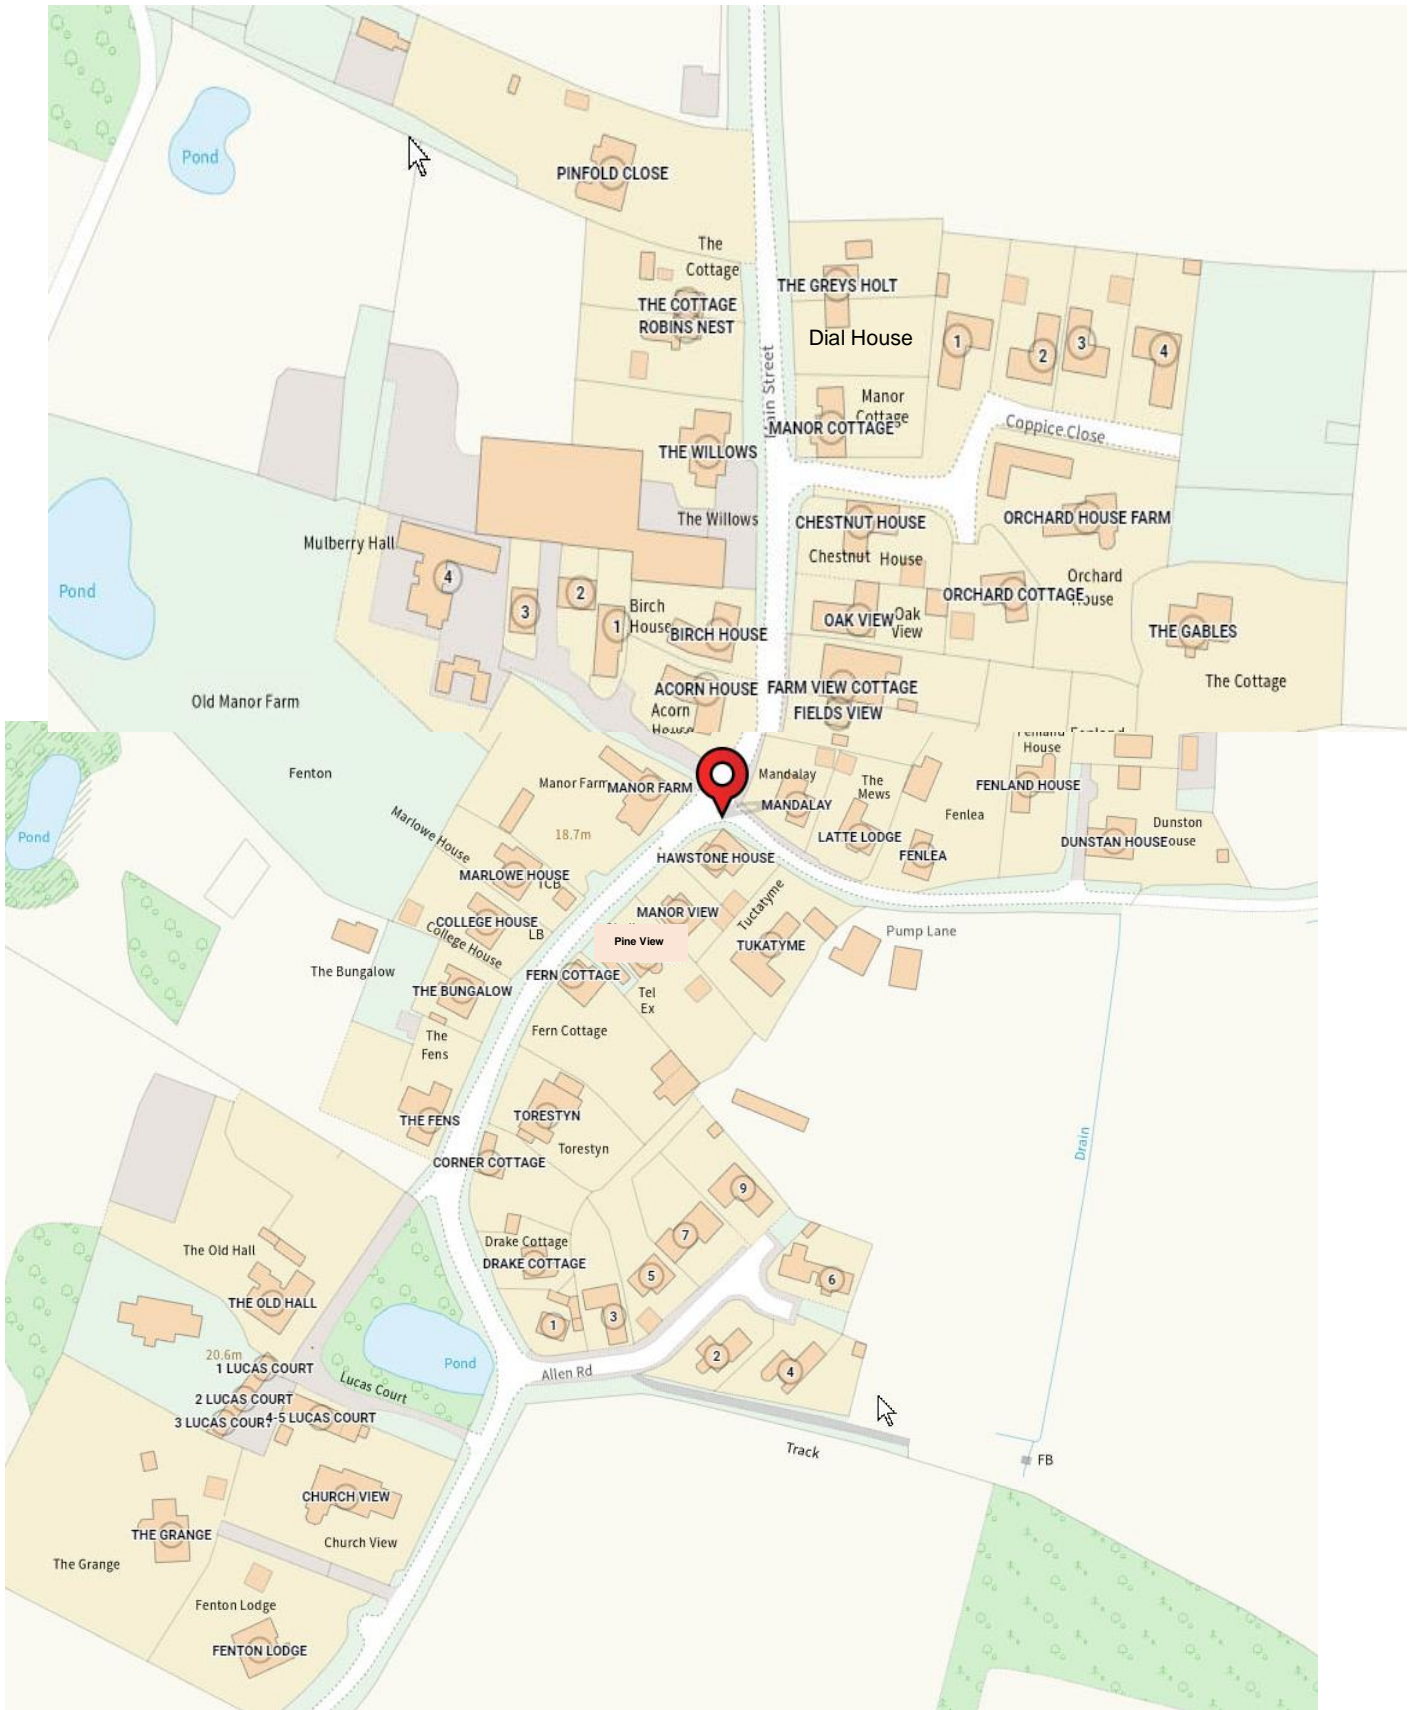 Pond
PINFOLD CLOSE
The
Cottage
THE COTTAGE
ROBINS NEST
THE GREYS HOLT
Dial House
1
2
3
4
Main Street
Manor
Cottage
MANOR COTTAGE
Coppice Close
THE WILLOWS
The Willows
CHESTNUT HOUSE
Chestnut House
ORCHARD HOUSE FARM
Mulberry Hall
4
3
2
1
Pond
Birch
House
BIRCH HOUSE
OAK VIEW
Oak
View
ORCHARD COTTAGE
Orchard
House
THE GABLES
The Cottage
Old Manor Farm
ACORN HOUSE
Acorn
House
FARM VIEW COTTAGE
FIELDS VIEW
Fenton
Manor Farm
MANOR FARM
Mandalay
MANDALAY
The
Mews
LATTE LODGE
Fenland
House
FENLAND HOUSE
Fenlea
FENLEA
Dunston
House
DUNSTAN HOUSE
Pond
Marlowe House
18.7m
MARLOWE HOUSE
TCB
HAWSTONE HOUSE
COLLEGE HOUSE
College House
LB
MANOR VIEW
Tuctatyme
TUKATYME
Pump Lane
Pine View
The Bungalow
THE BUNGALOW
FERN COTTAGE
Tel
Ex
Fern Cottage
The
Fens
THE FENS
TORESTYN
Torestyn
CORNER COTTAGE
Drain
9
7
5
6
3
1
2
4
Drake Cottage
DRAKE COTTAGE
The Old Hall
THE OLD HALL
Pond
20.6m
1 LUCAS COURT
2 LUCAS COURT
3 LUCAS COURT
4-5 LUCAS COURT
Lucas Court
Allen Rd
Track
FB
CHURCH VIEW
Church View
THE GRANGE
The Grange
Fenton Lodge
FENTON LODGE